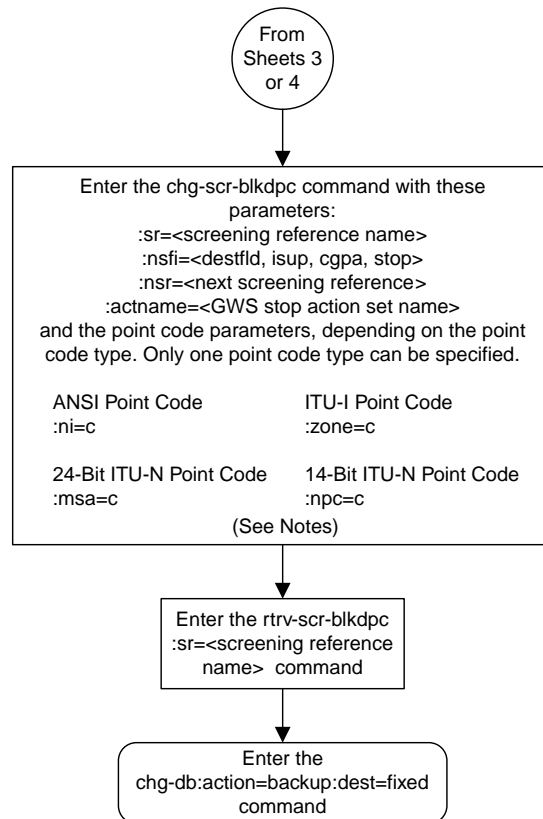 From
Sheets 3
or 4
Enter the chg-scr-blkdpc command with these
parameters:
:sr=<screening reference name>
:nsfi=<destfld, isup, cgpa, stop>
:nsr=<next screening reference>
:actname=<GWS stop action set name>
and the point code parameters, depending on the point
code type. Only one point code type can be specified.
ANSI Point Code
:ni=c
ITU-I Point Code
:zone=c
24-Bit ITU-N Point Code
:msa=c
14-Bit ITU-N Point Code
:npc=c
(See Notes)
Enter the rtrv-scr-blkdpc
:sr=<screening reference
name> command
Enter the
chg-db:action=backup:dest=fixed
command